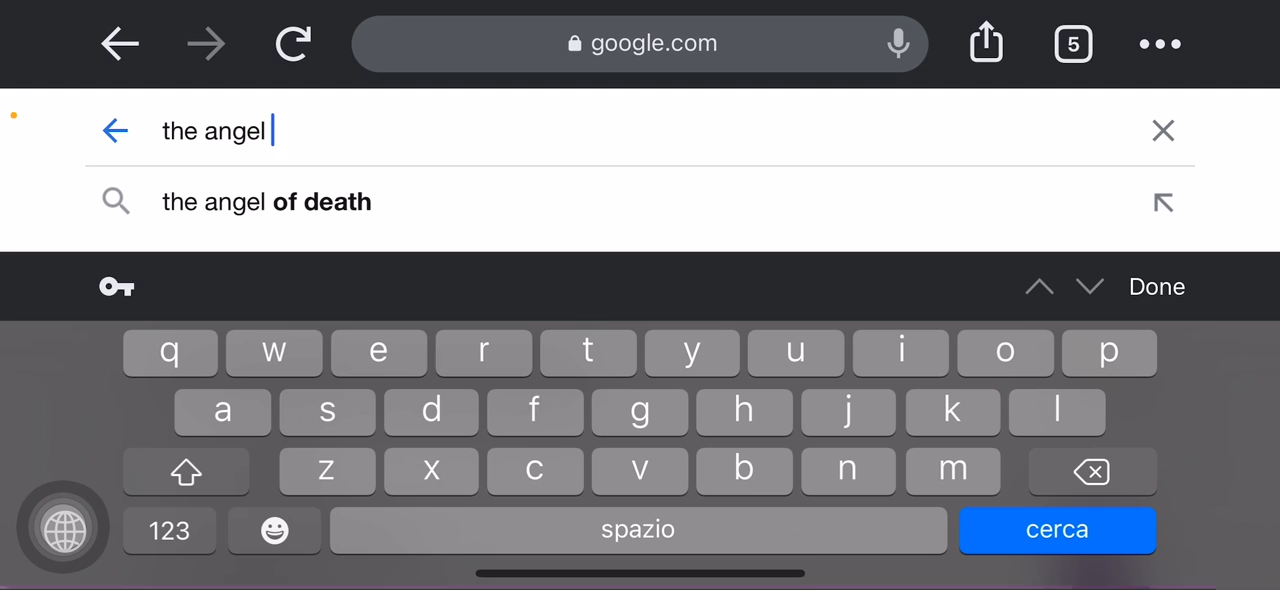 google.com
5
the angel
the angel of death
Done
q w e r t y u i o p
a s d f g h j k l
z x c v b n m
123 spazio cerca